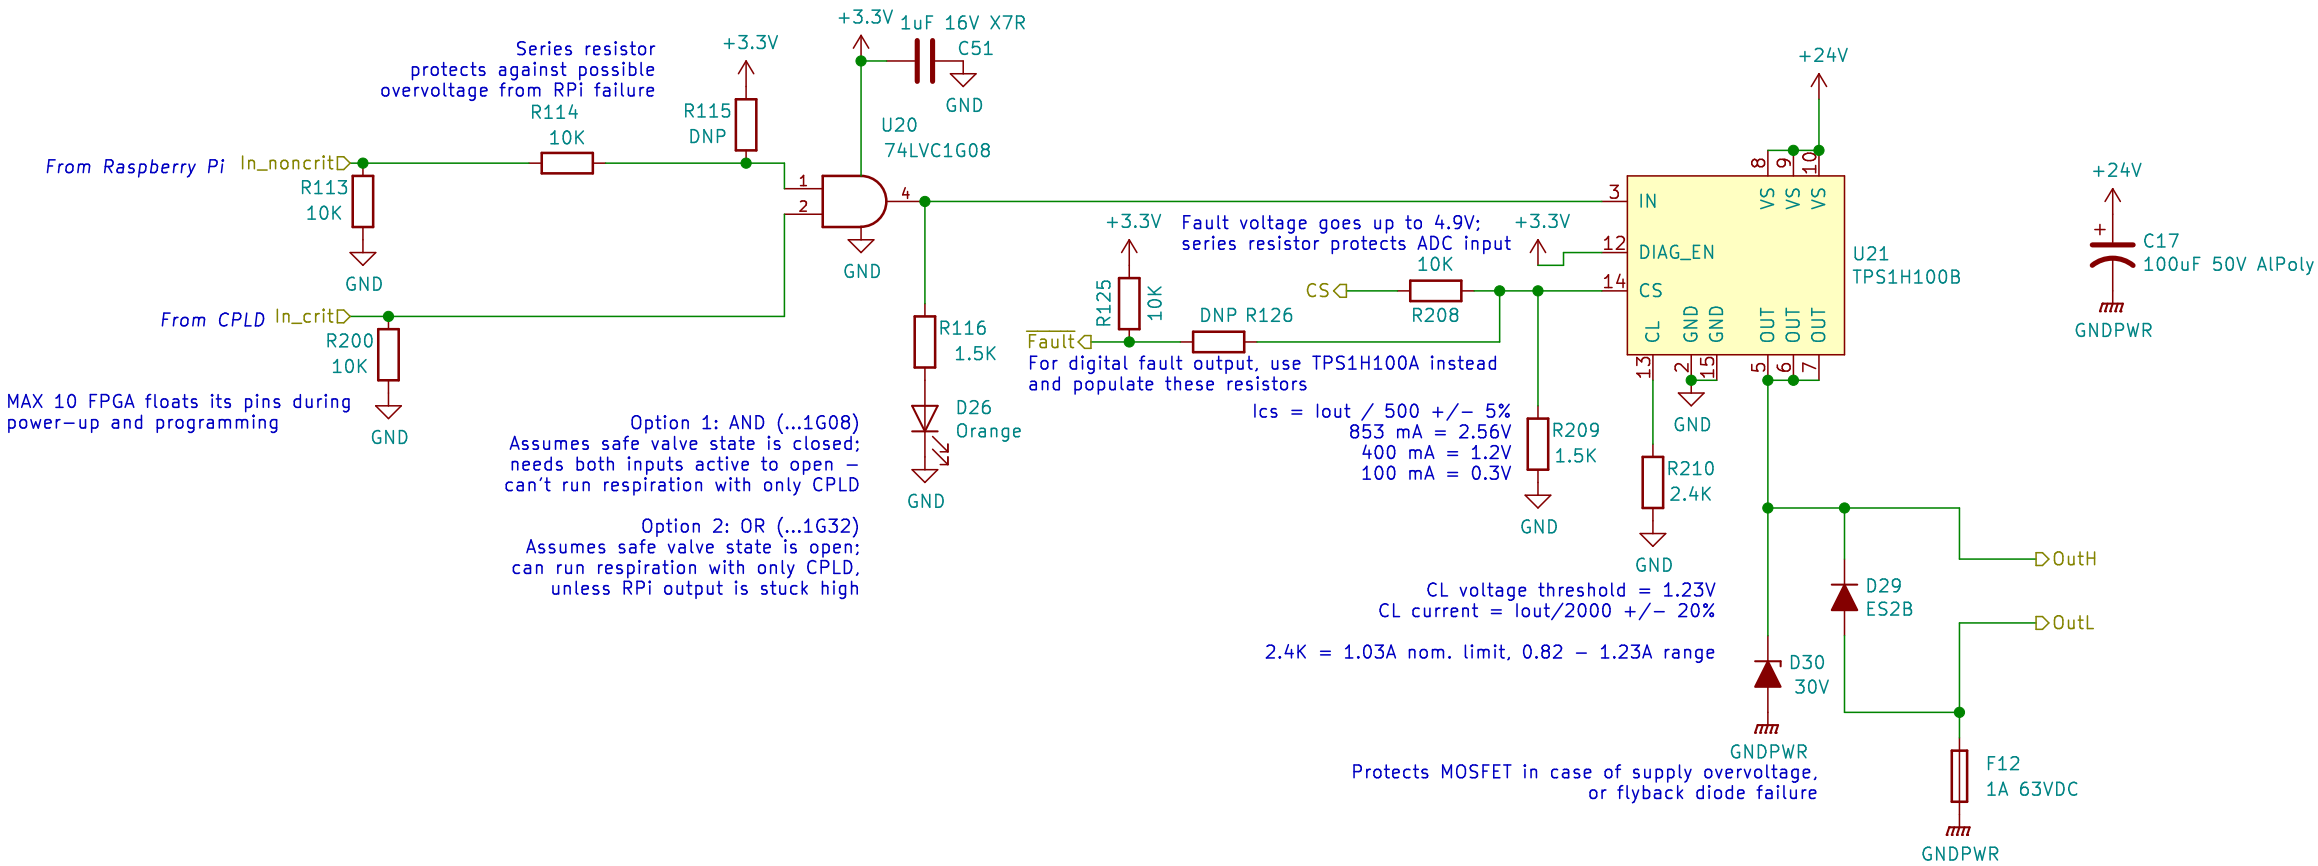 Series resistor
protects against possible
overvoltage from RPi failure
R114
10K
+3.3V
R115
DNP
+3.3V
1uF 16V X7R
C51
GND
U20
74LVC1G08
1
2
4
GND
From Raspberry Pi
In_noncrit
R113
10K
GND
From CPLD
In_crit
R200
10K
GND
MAX 10 FPGA floats its pins during
power-up and programming
Option 1: AND (...1G08)
Assumes safe valve state is closed;
needs both inputs active to open -
can't run respiration with only CPLD
Option 2: OR (...1G32)
Assumes safe valve state is open;
can run respiration with only CPLD,
unless RPi output is stuck high
R116
1.5K
D26
Orange
GND
+3.3V
R125
10K
Fault
DNP R126
For digital fault output, use TPS1H100A instead
and populate these resistors
Fault voltage goes up to 4.9V;
series resistor protects ADC input
CS
10K
R208
+3.3V
Ics = Iout / 500 +/- 5%
853 mA = 2.56V
400 mA = 1.2V
100 mA = 0.3V
R209
1.5K
GND
+24V
8
9
10
VS
VS
VS
3
IN
12
DIAG_EN
14
CS
CL
GND
GND
OUT
OUT
OUT
13
2
15
5
6
7
U21
TPS1H100B
GND
R210
2.4K
GND
CL voltage threshold = 1.23V
CL current = Iout/2000 +/- 20%
2.4K = 1.03A nom. limit, 0.82 - 1.23A range
+24V
+
C17
100uF 50V AlPoly
GNDPWR
OutH
D29
ES2B
OutL
D30
30V
GNDPWR
Protects MOSFET in case of supply overvoltage,
or flyback diode failure
F12
1A 63VDC
GNDPWR